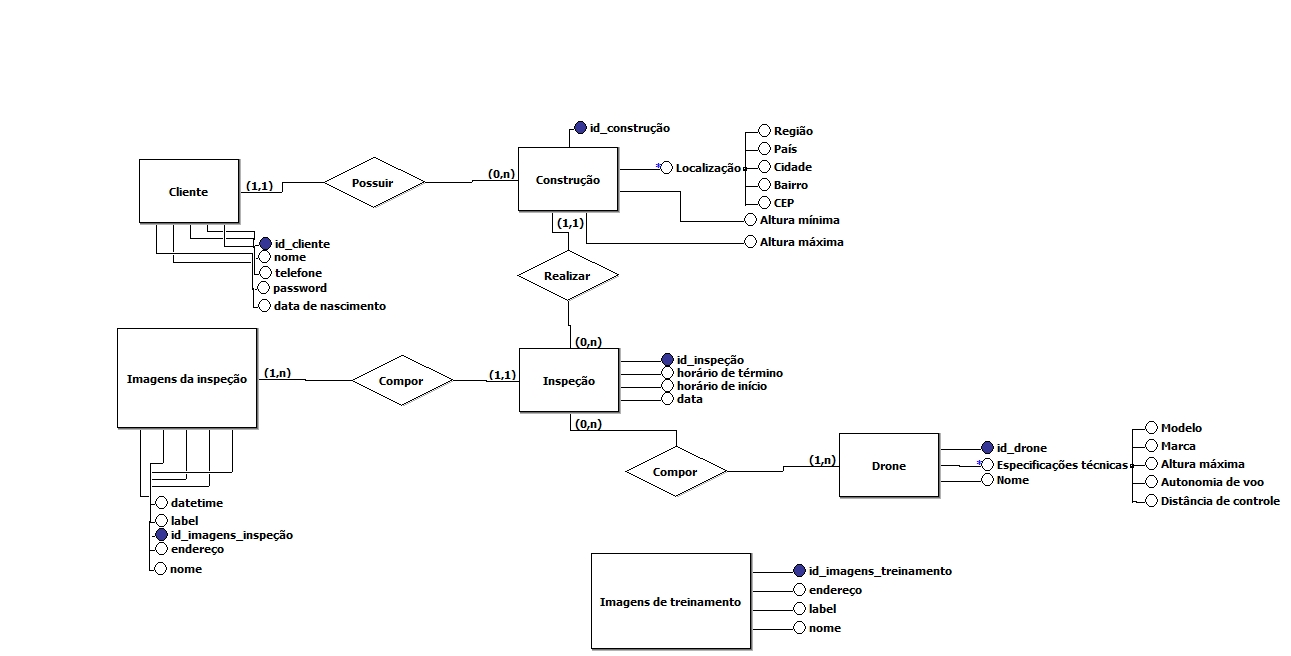 id_construção
Região
País
Cidade
Bairro
CEP
* Localização
Cliente
(1,1)
Possuir
(0,n)
Construção
Altura mínima
Altura máxima
(1,1)
id_cliente
nome
telefone
password
data de nascimento
Realizar
(0,n)
Imagens da inspeção
(1,n)
Compor
(1,1)
Inspeção
id_inspeção
horário de término
horário de início
data
(0,n)
Compor
(1,n)
Drone
id_drone
* Especificações técnicas
Nome
Modelo
Marca
Altura máxima
Autonomia de voo
Distância de controle
datetime
label
id_imagens_inspeção
endereço
nome
Imagens de treinamento
id_imagens_treinamento
endereço
label
nome